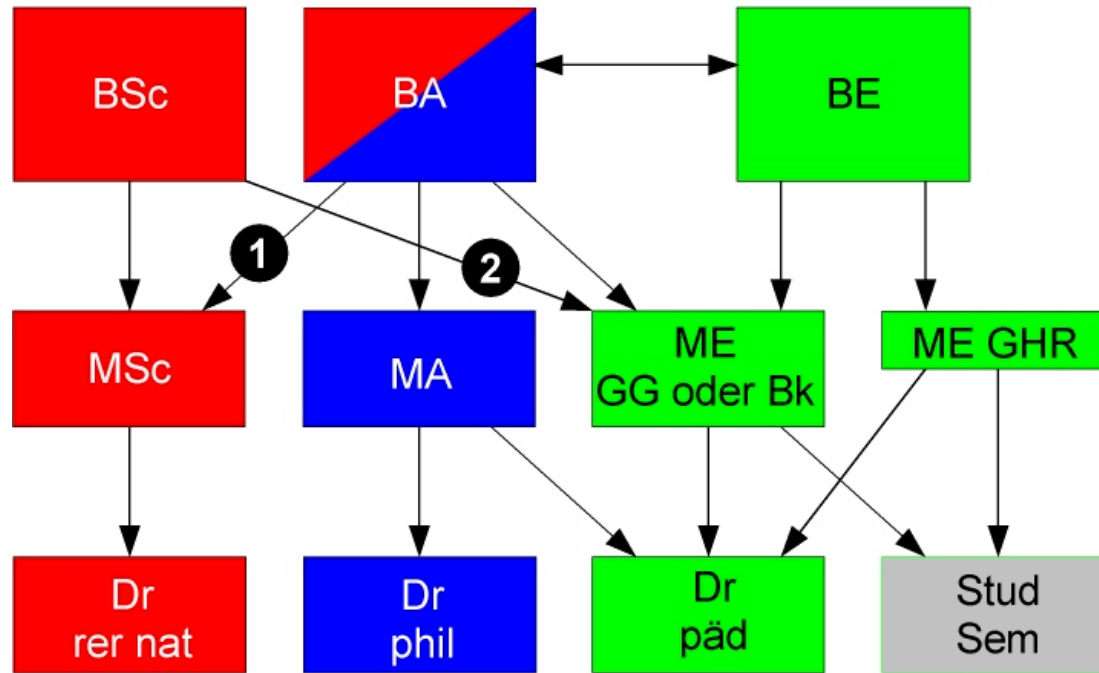 BSc
BA
BE
1
2
MSc
MA
ME
GG oder Bk
ME GHR
Dr
rer nat
Dr
phil
Dr
päd
Stud
Sem